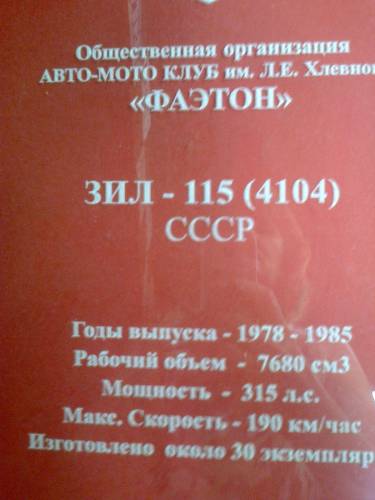 Общественная организация
АВТО-МОТО КЛУБ им. Л.Е. Хлевног
«ФАЭТОН»
ЗИЛ - 115 (4104)
СССР
Годы выпуска - 1978 - 1985
Рабочий объем - 7680 см3
Мощность - 315 л.с.
Макс. Скорость - 190 км/час
Изготовлено около 30 экземпляр